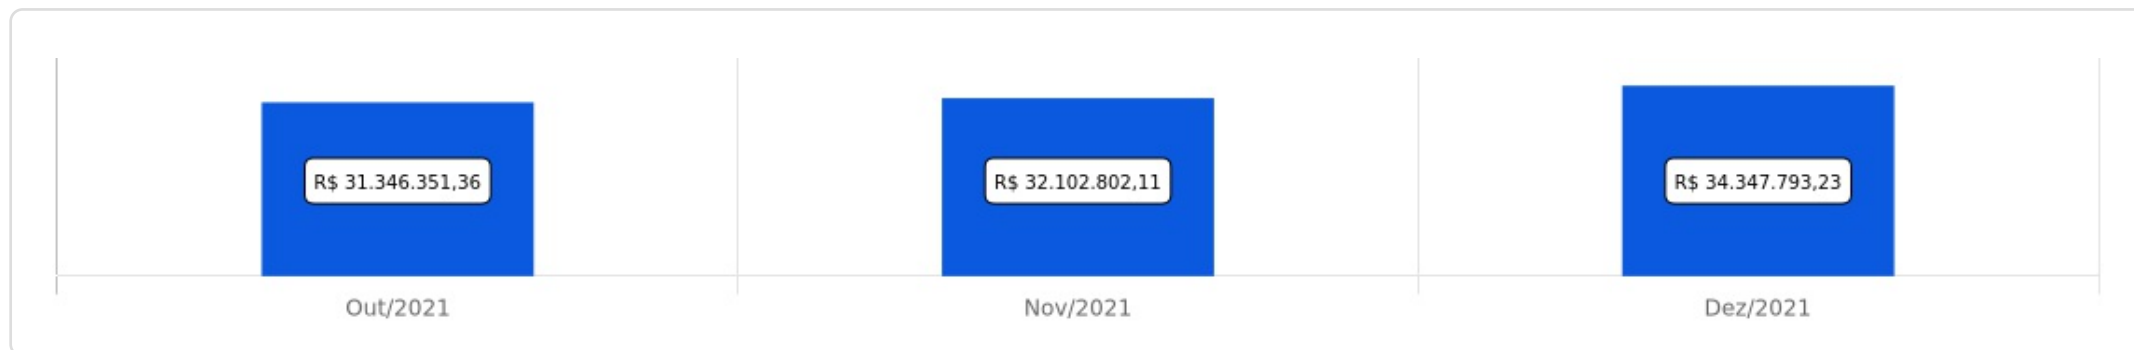 R$ 31.346.351,36
R$ 32.102.802,11
R$ 34.347.793,23
Out/2021
Nov/2021
Dez/2021